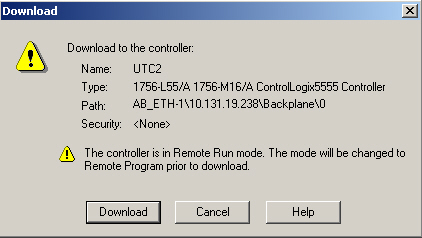 Download
Download to the controller:
Name: UTC2
Type: 1756-L55/A 1756-M16/A ControlLogix5555 Controller
Path: AB_ETH-1\10.131.19.238\Backplane\0
Security: <None>
The controller is in Remote Run mode. The mode will be changed to
Remote Program prior to download.
Download Cancel Help